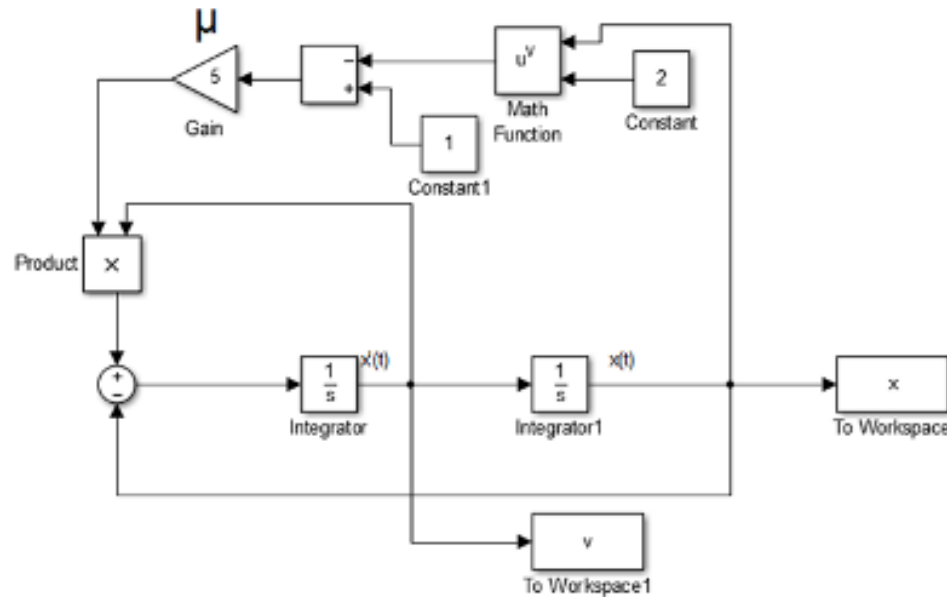 μ
5
Gain
−
+
u^v
Math
Function
2
Constant
1
Constant1
Product
×
+
−
1
s
x'(t)
Integrator
1
s
x(t)
Integrator1
x
To Workspace
v
To Workspace1